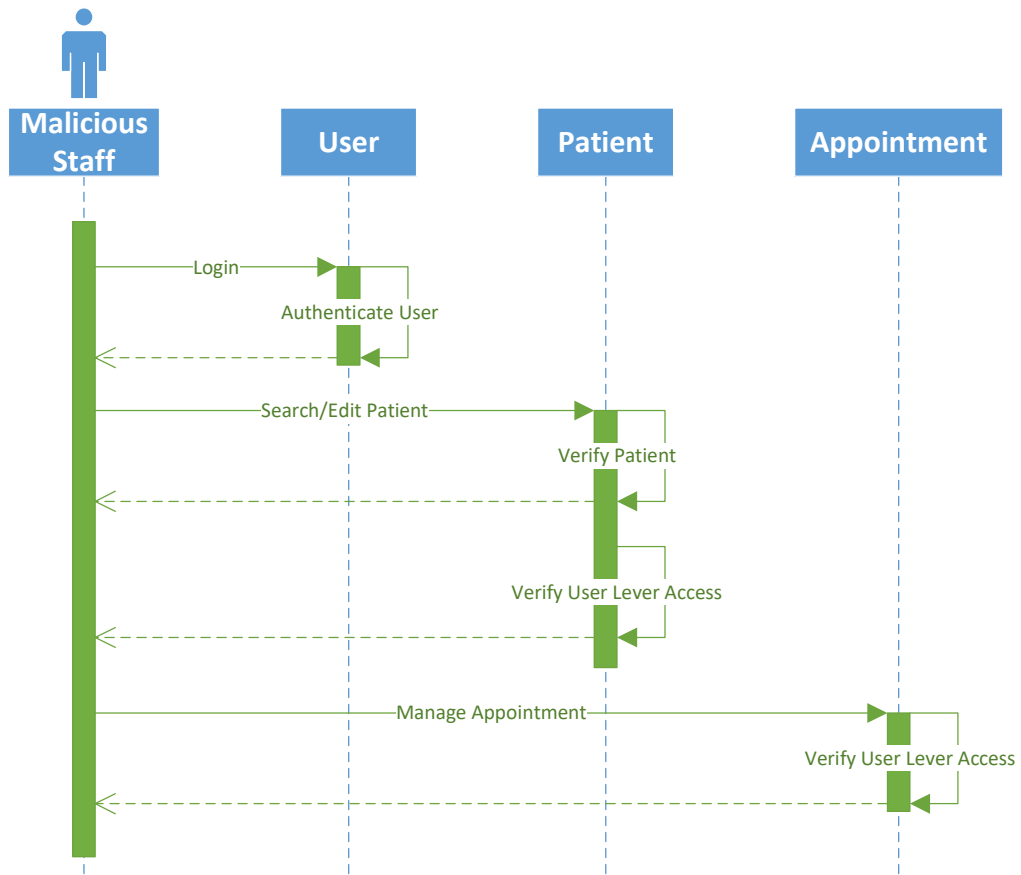 Malicious
Staff
User
Patient
Appointment
Login
Authenticate User
Search/Edit Patient
Verify Patient
Verify User Lever Access
Manage Appointment
Verify User Lever Access